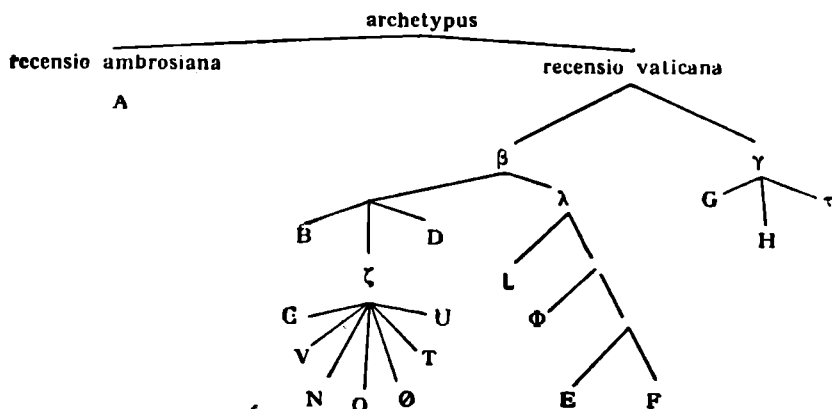 archetypus
recensio ambrosiana recensio vaticana
A
β γ
λ G τ
B D H
ζ L
C U Φ
V T
N O Ø E F